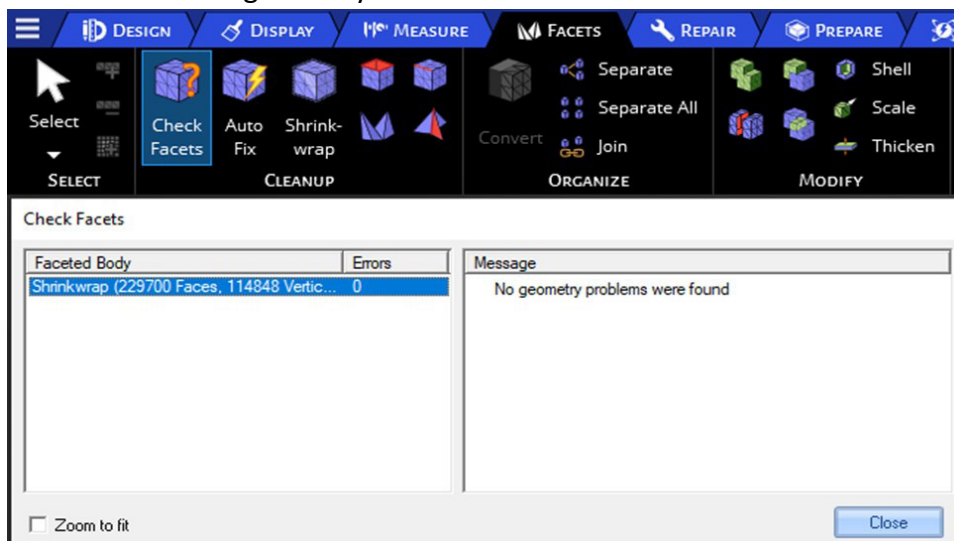 DESIGN DISPLAY MEASURE FACETS REPAIR PREPARE
Select
Check Facets
Auto Fix
Shrink-wrap
Convert
Separate
Separate All
Join
Shell
Scale
Thicken
SELECT CLEANUP ORGANIZE MODIFY
Check Facets
Faceted Body Errors Message
Shrinkwrap (229700 Faces, 114848 Vertic... 0 No geometry problems were found
Zoom to fit Close